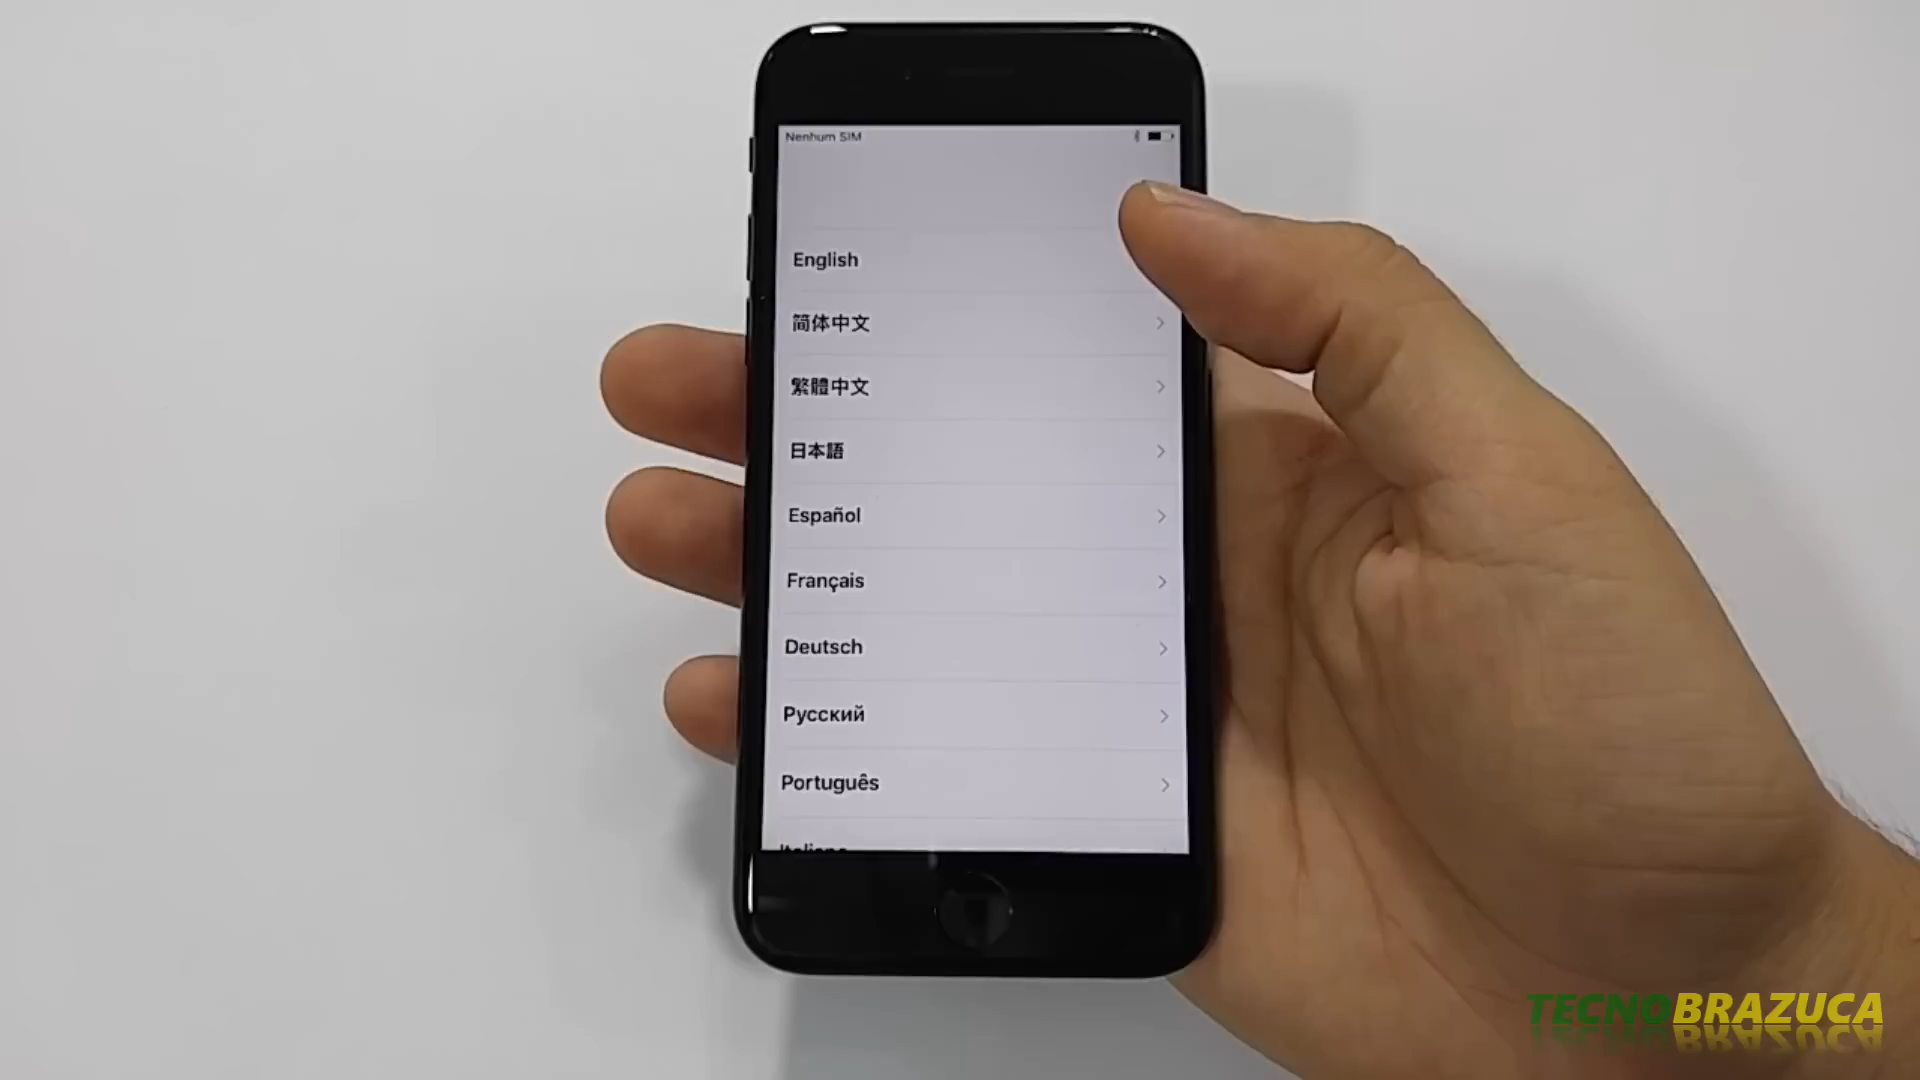 Nenhum SIM
English
简体中文
繁體中文
日本語
Español
Français
Deutsch
Русский
Português
Italiano
TECNOBRAZUCA